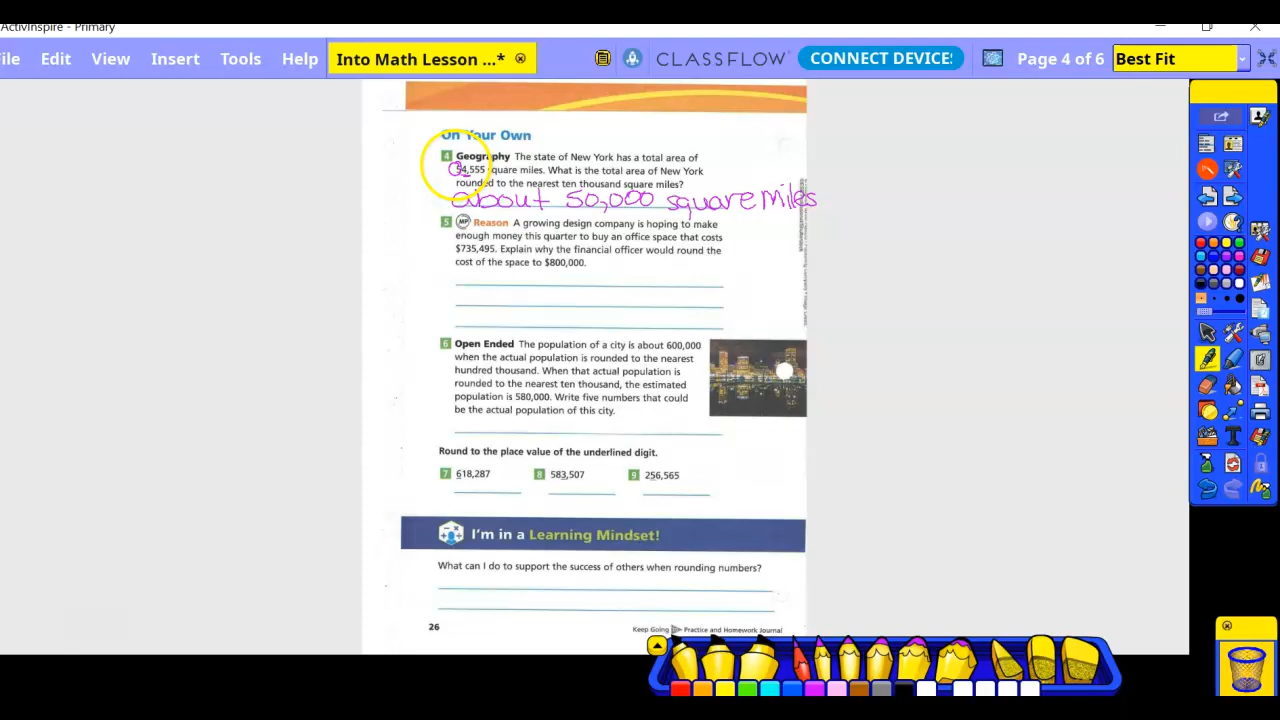 ActivInspire - Primary
File Edit View Insert Tools Help Into Math Lesson ...* CLASSFLOW CONNECT DEVICES Page 4 of 6 Best Fit
On Your Own
4 Geography The state of New York has a total area of
54,555 square miles. What is the total area of New York
rounded to the nearest ten thousand square miles?
about 50,000 square miles
5 MP Reason A growing design company is hoping to make
enough money this quarter to buy an office space that costs
$735,495. Explain why the financial officer would round the
cost of the space to $800,000.
6 Open Ended The population of a city is about 600,000
when the actual population is rounded to the nearest
hundred thousand. When that actual population is
rounded to the nearest ten thousand, the estimated
population is 580,000. Write five numbers that could
be the actual population of this city.
Round to the place value of the underlined digit.
7 618,287 8 583,507 9 256,565
I'm in a Learning Mindset!
What can I do to support the success of others when rounding numbers?
26 Keep Going Practice and Homework Journal